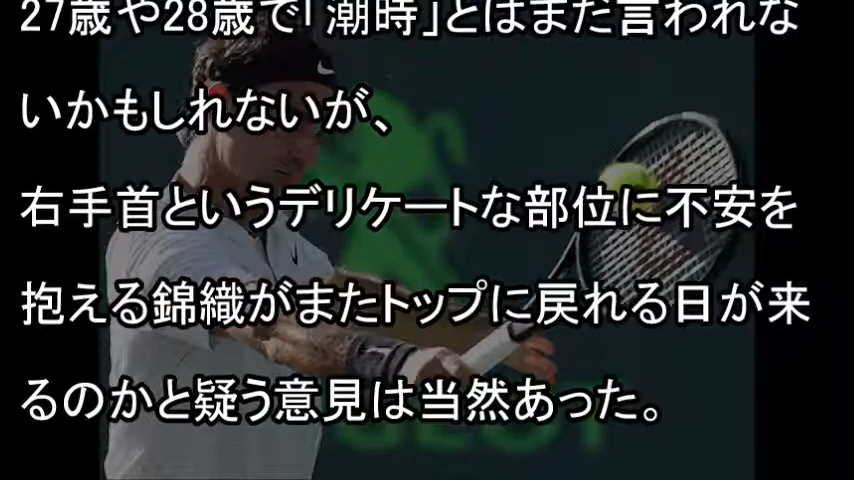 27歳や28歳で「潮時」とはまだ言われな
いかもしれないが、
右手首というデリケートな部位に不安を
抱える錦織がまたトップに戻れる日が来
るのかと疑う意見は当然あった。